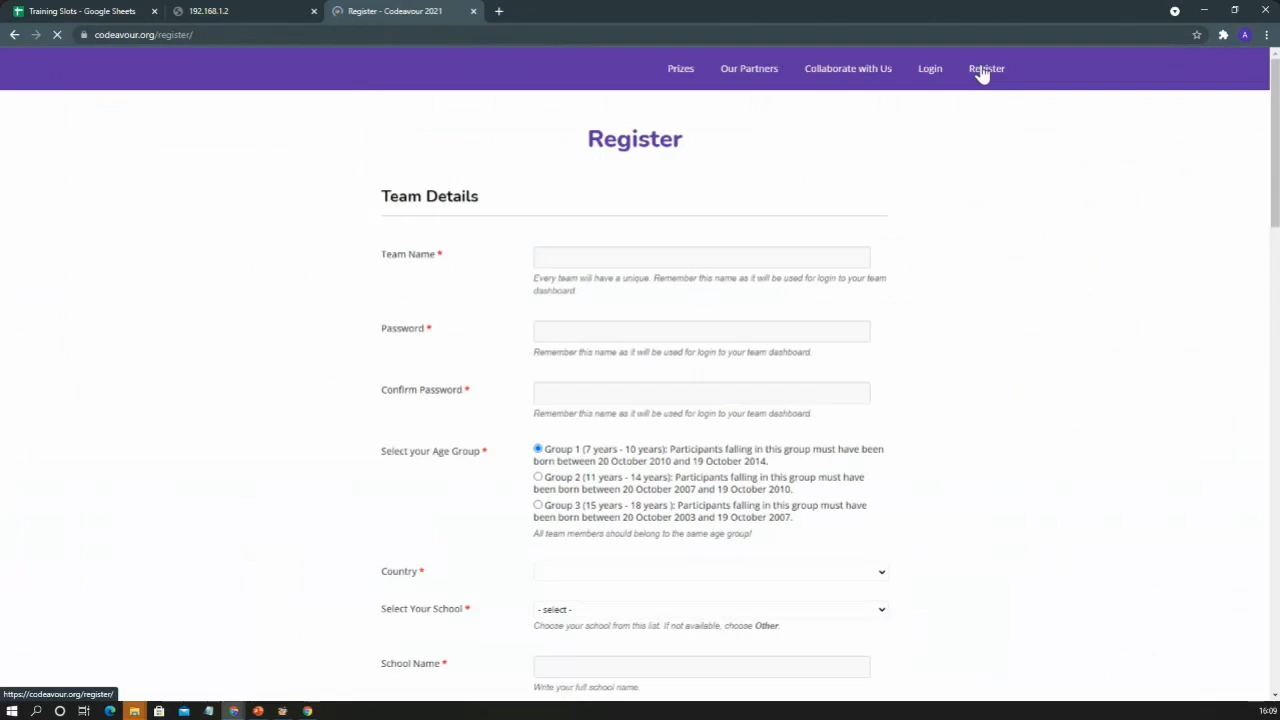 Training Slots - Google Sheets
192.168.1.2
Register - Codeavour 2021
codeavour.org/register/
A
Prizes
Our Partners
Collaborate with Us
Login
Register
Register
Team Details
Team Name *
Every team will have a unique. Remember this name as it will be used for login to your team
dashboard.
Password *
Remember this name as it will be used for login to your team dashboard.
Confirm Password *
Remember this name as it will be used for login to your team dashboard.
Select your Age Group *
Group 1 (7 years - 10 years): Participants falling in this group must have been
born between 20 October 2010 and 19 October 2014.
Group 2 (11 years - 14 years): Participants falling in this group must have
been born between 20 October 2007 and 19 October 2010.
Group 3 (15 years - 18 years ): Participants falling in this group must have
been born between 20 October 2003 and 19 October 2007.
All team members should belong to the same age group!
Country *
Select Your School *
- select -
Choose your school from this list. If not available, choose Other.
School Name *
Write your full school name.
https://codeavour.org/register/
16:09